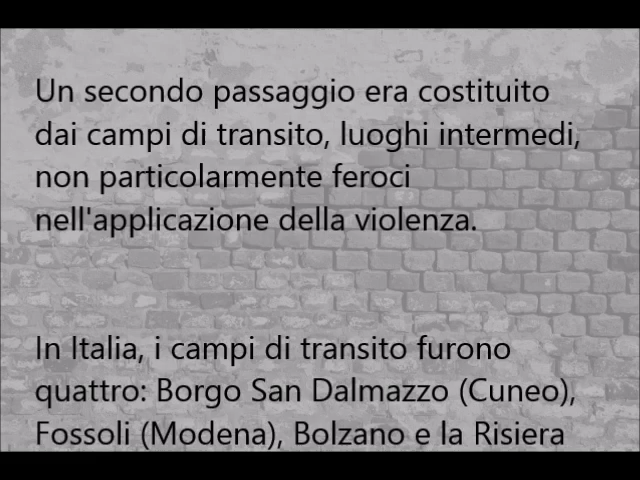 Un secondo passaggio era costituito
dai campi di transito, luoghi intermedi,
non particolarmente feroci
nell'applicazione della violenza.
In Italia, i campi di transito furono
quattro: Borgo San Dalmazzo (Cuneo),
Fossoli (Modena), Bolzano e la Risiera